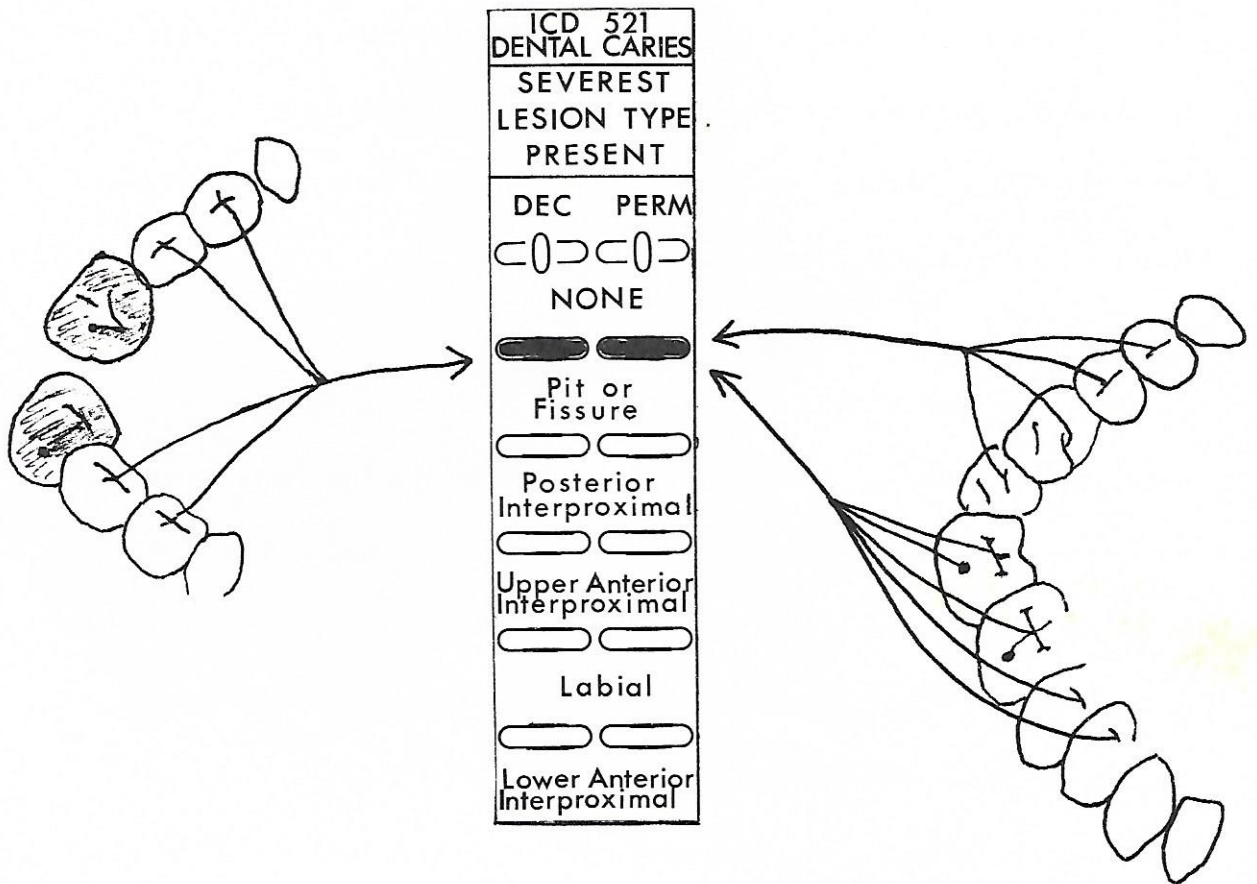 ICD 521
DENTAL CARIES
SEVEREST
LESION TYPE
PRESENT
DEC PERM
NONE
Pit or
Fissure
Posterior
Interproximal
Upper Anterior
Interproximal
Labial
Lower Anterior
Interproximal